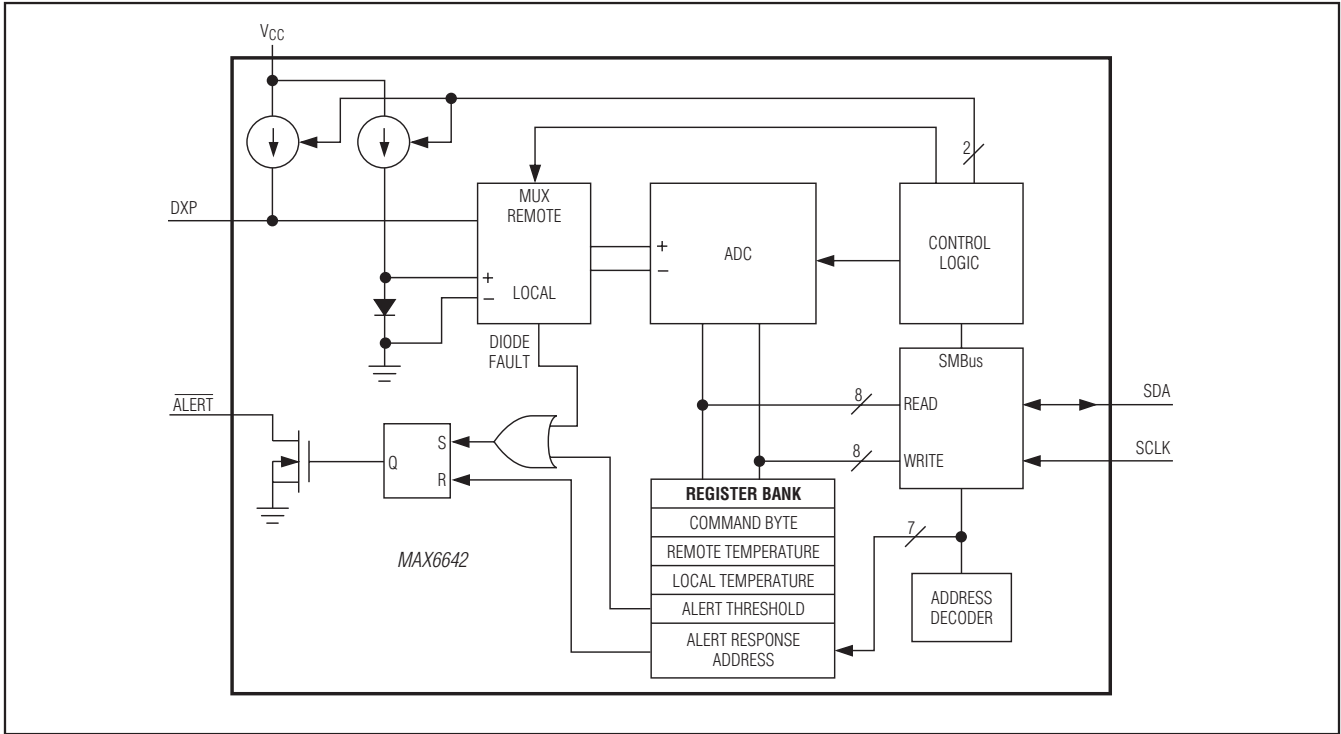 VCC
2
DXP
MUX
REMOTE
+
−
LOCAL
+
−
ADC
CONTROL
LOGIC
DIODE
FAULT
SMBus
ALERT
8
READ
SDA
S
Q
R
8
WRITE
SCLK
REGISTER BANK
COMMAND BYTE
REMOTE TEMPERATURE
LOCAL TEMPERATURE
ALERT THRESHOLD
ALERT RESPONSE
ADDRESS
7
ADDRESS
DECODER
MAX6642